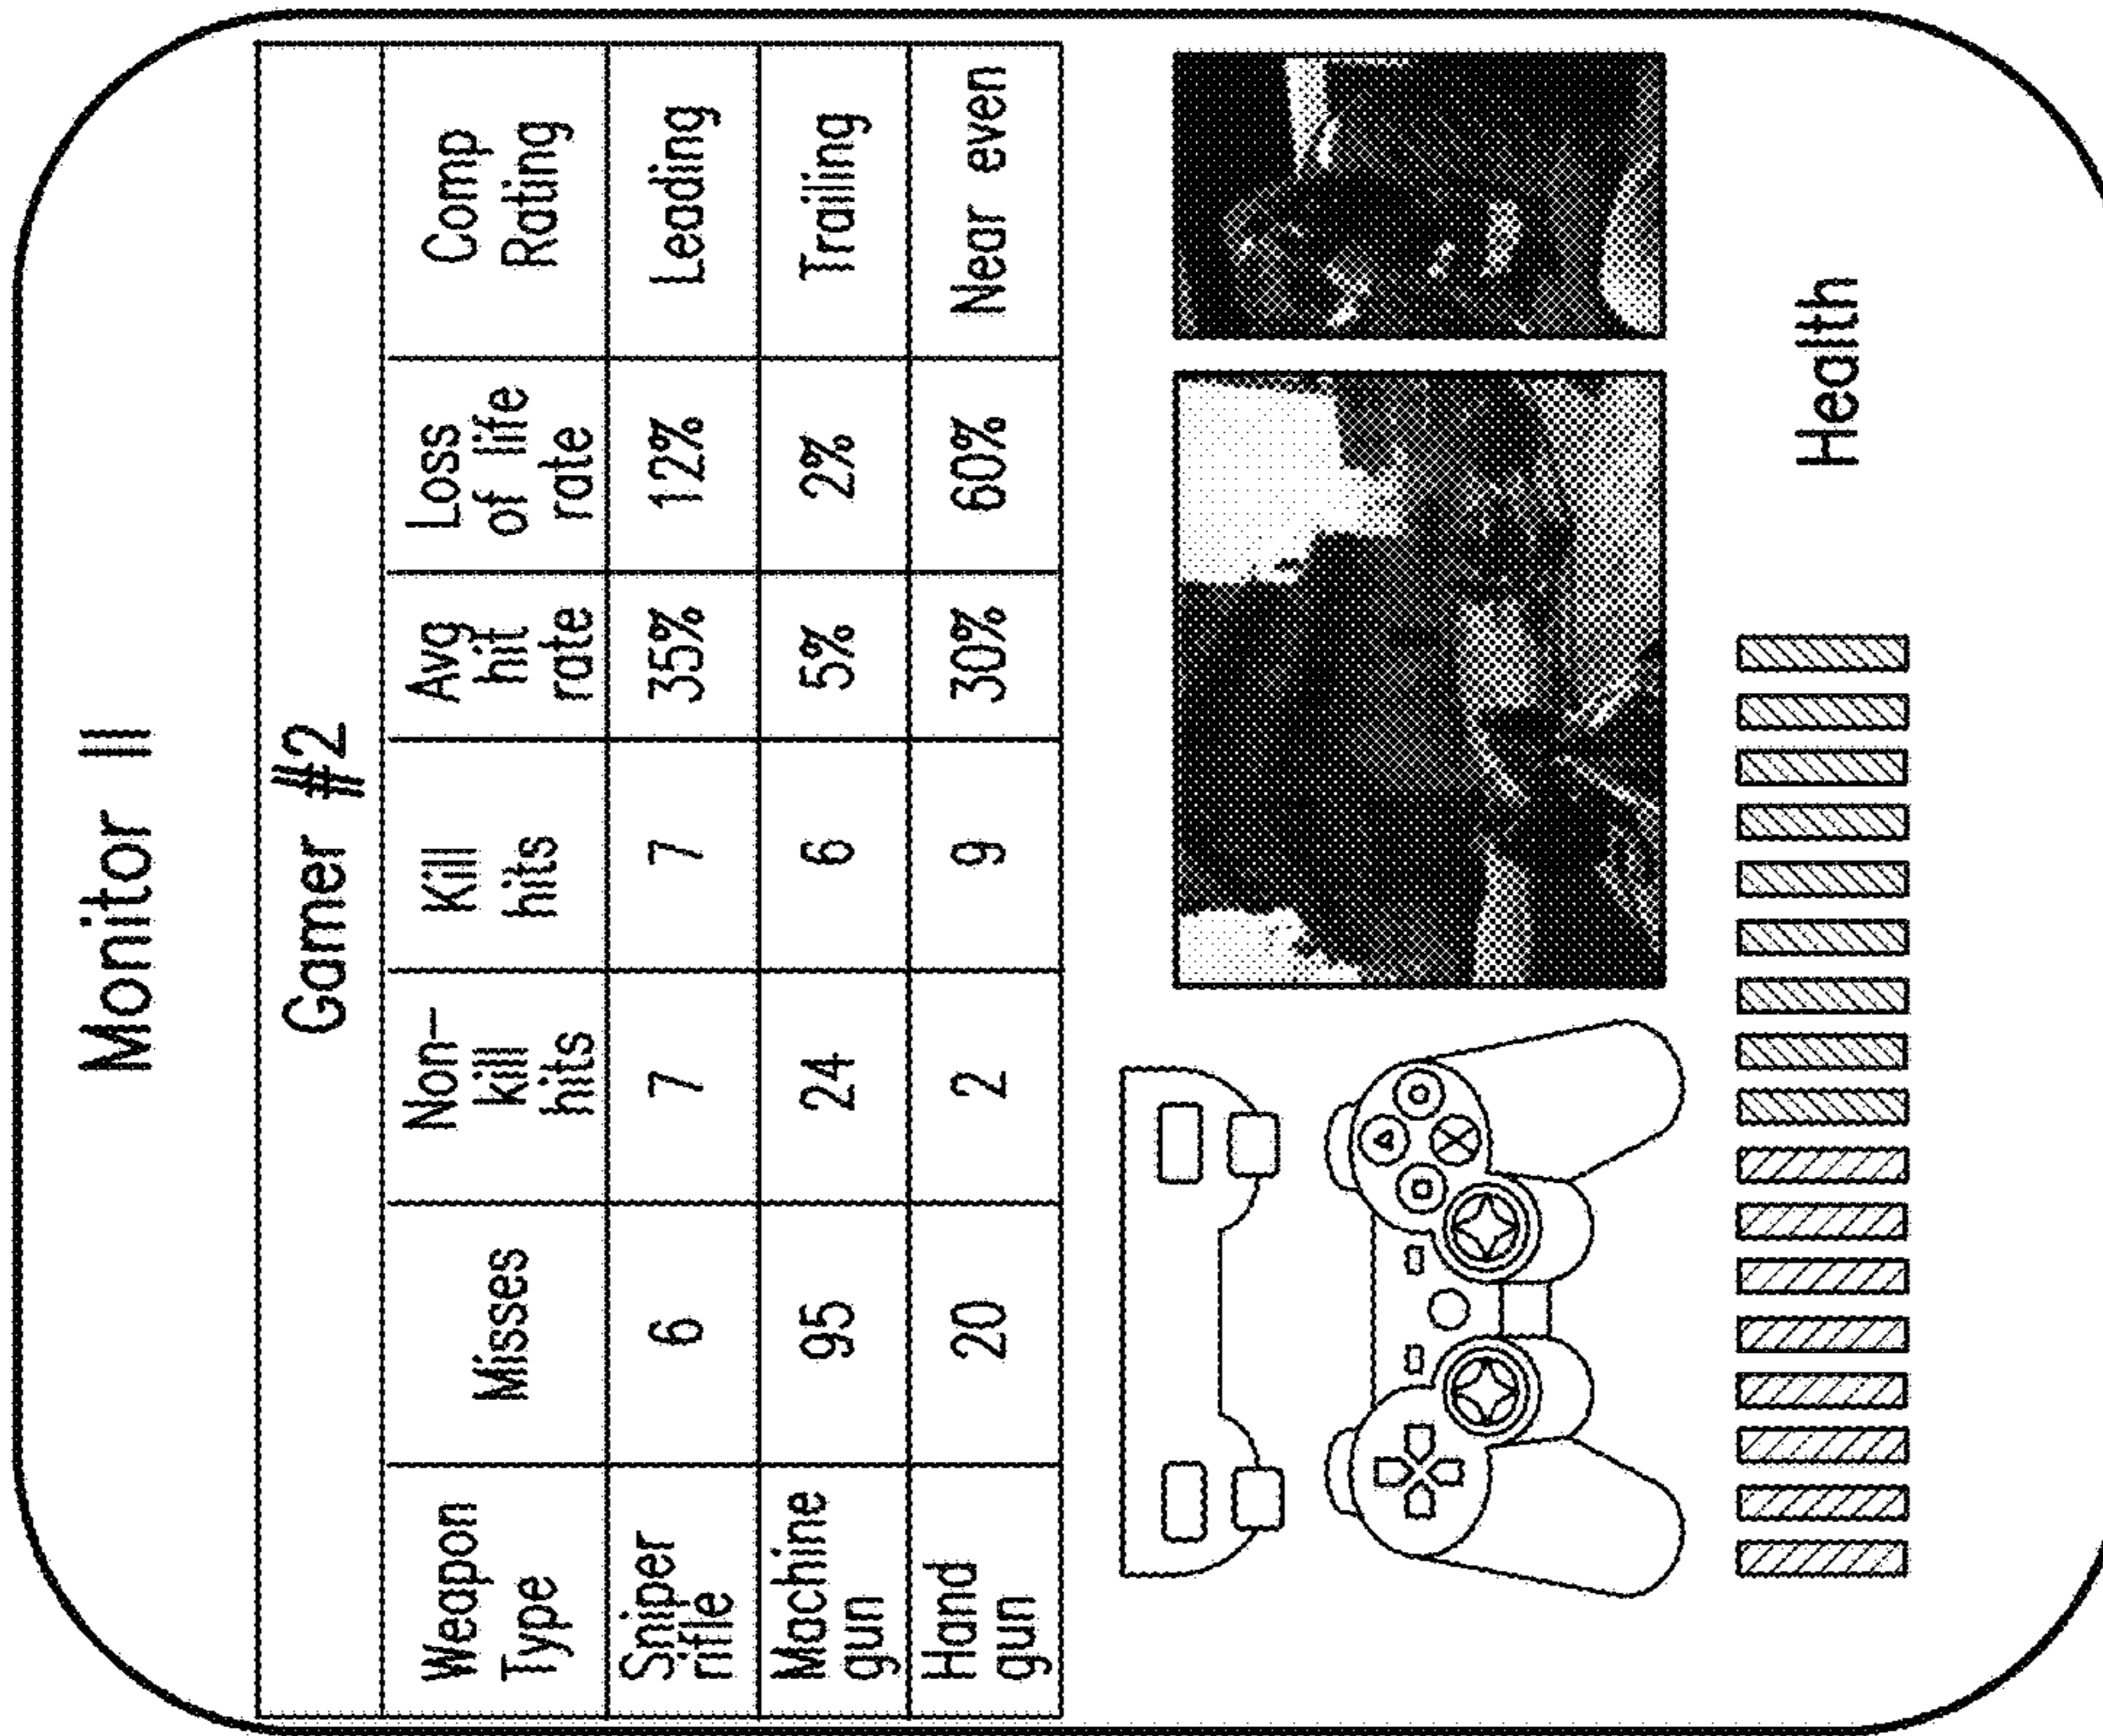 Monitor II
Gamer #2
Weapon Type Misses Non-kill hits Kill hits Avg hit rate Loss of life rate Comp Rating
Sniper rifle 6 7 7 35% 12% Leading
Machine gun 95 24 6 5% 2% Trailing
Hand gun 20 2 9 30% 60% Near even
Health